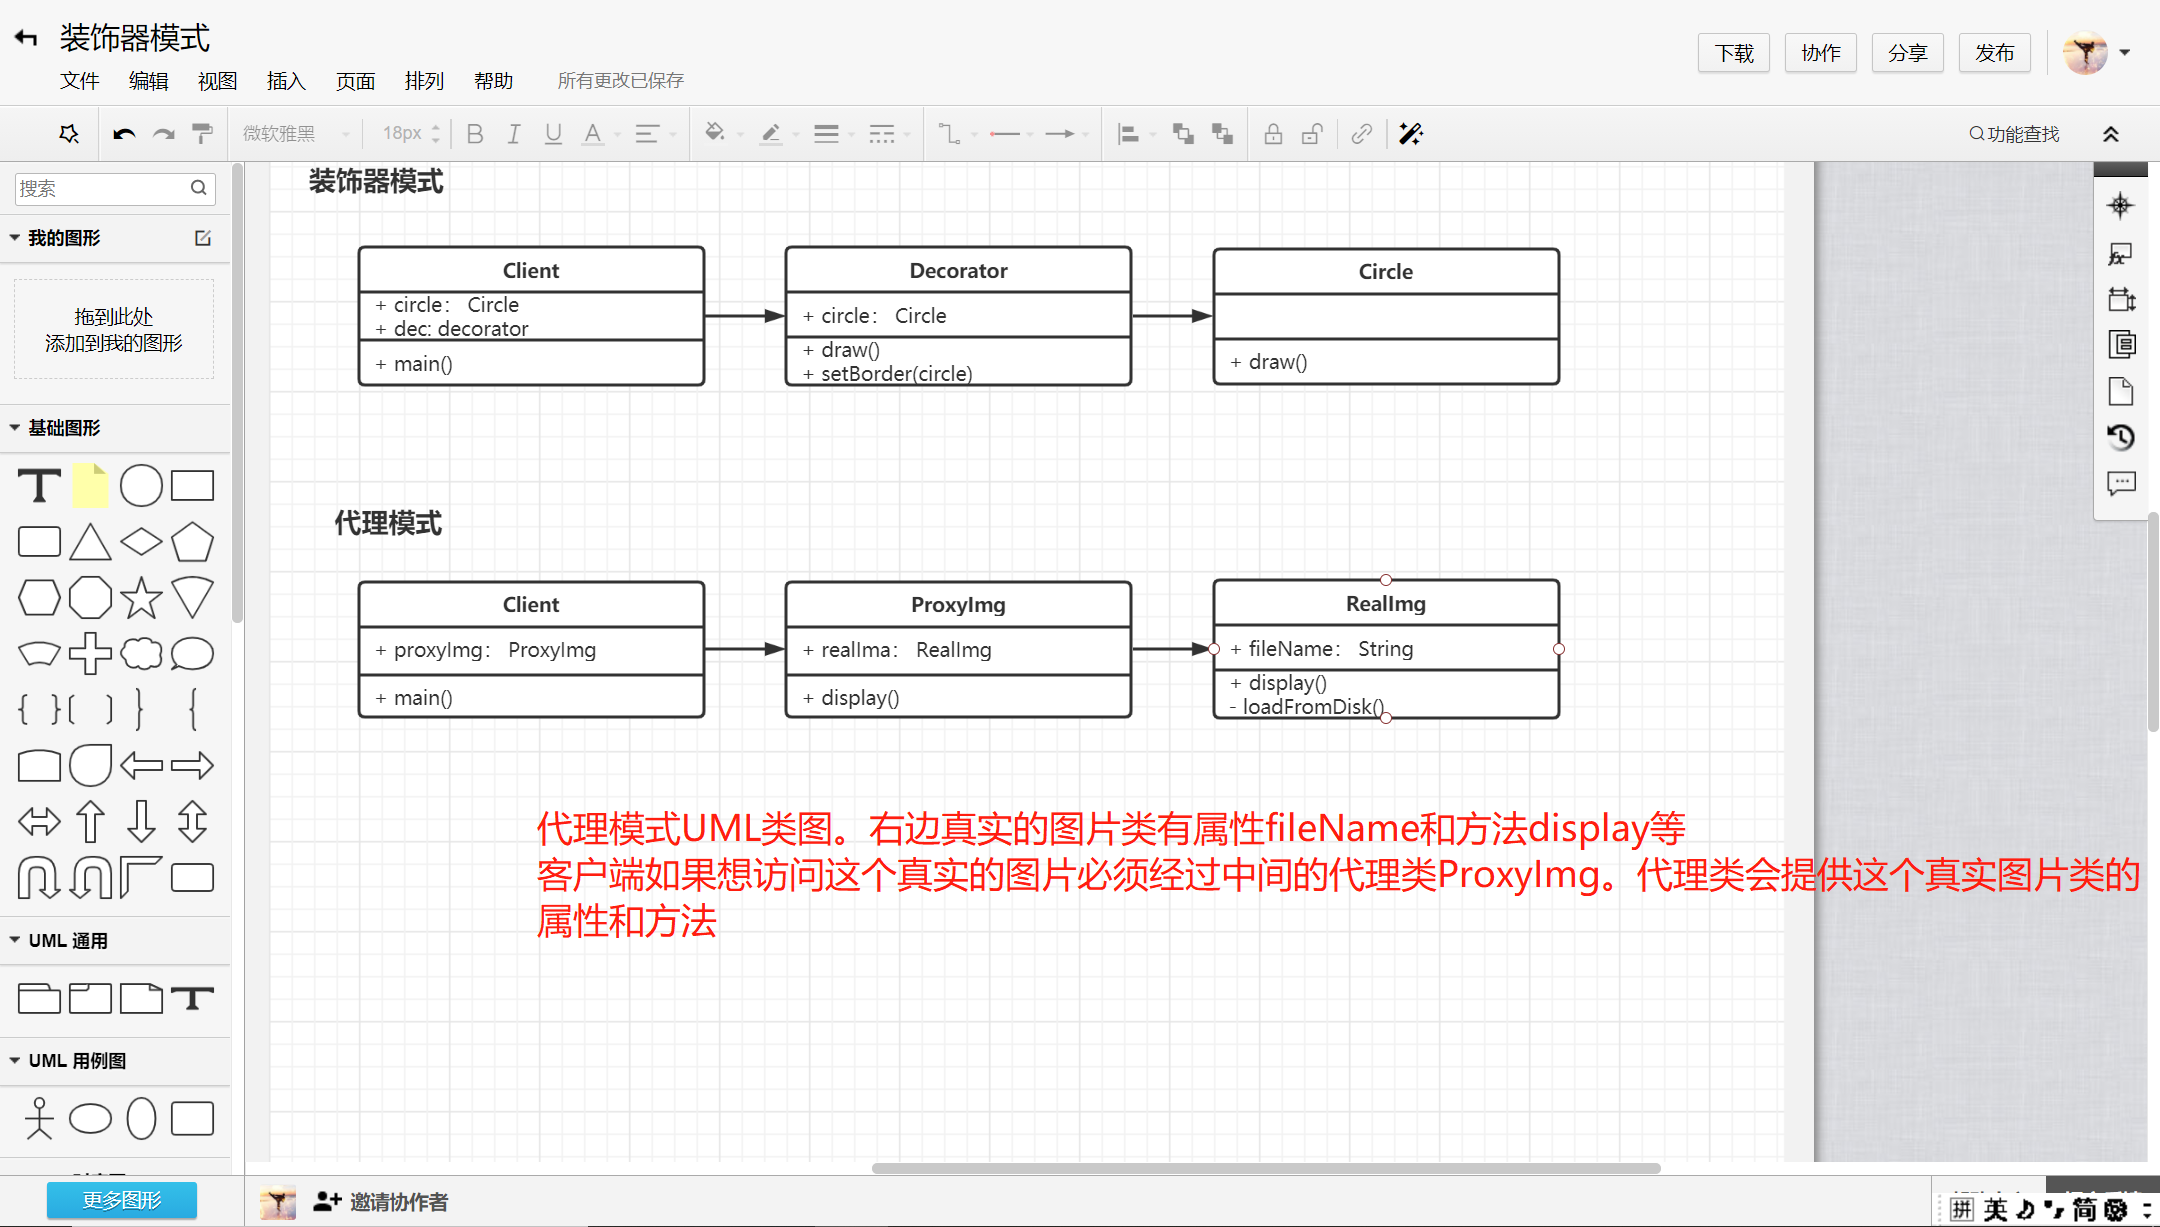 装饰器模式
文件 编辑 视图 插入 页面 排列 帮助 所有更改已保存
下载 协作 分享 发布
微软雅黑 18px B I U A
功能查找
搜索
我的图形
拖到此处
添加到我的图形
基础图形
UML 通用
UML 用例图
更多图形
装饰器模式
Client
+ circle： Circle
+ dec: decorator
+ main()
Decorator
+ circle： Circle
+ draw()
+ setBorder(circle)
Circle
+ draw()
代理模式
Client
+ proxyImg： ProxyImg
+ main()
ProxyImg
+ realIma： RealImg
+ display()
RealImg
+ fileName： String
+ display()
- loadFromDisk()
代理模式UML类图。右边真实的图片类有属性fileName和方法display等
客户端如果想访问这个真实的图片必须经过中间的代理类ProxyImg。代理类会提供这个真实图片类的
属性和方法
邀请协作者
拼 英 简